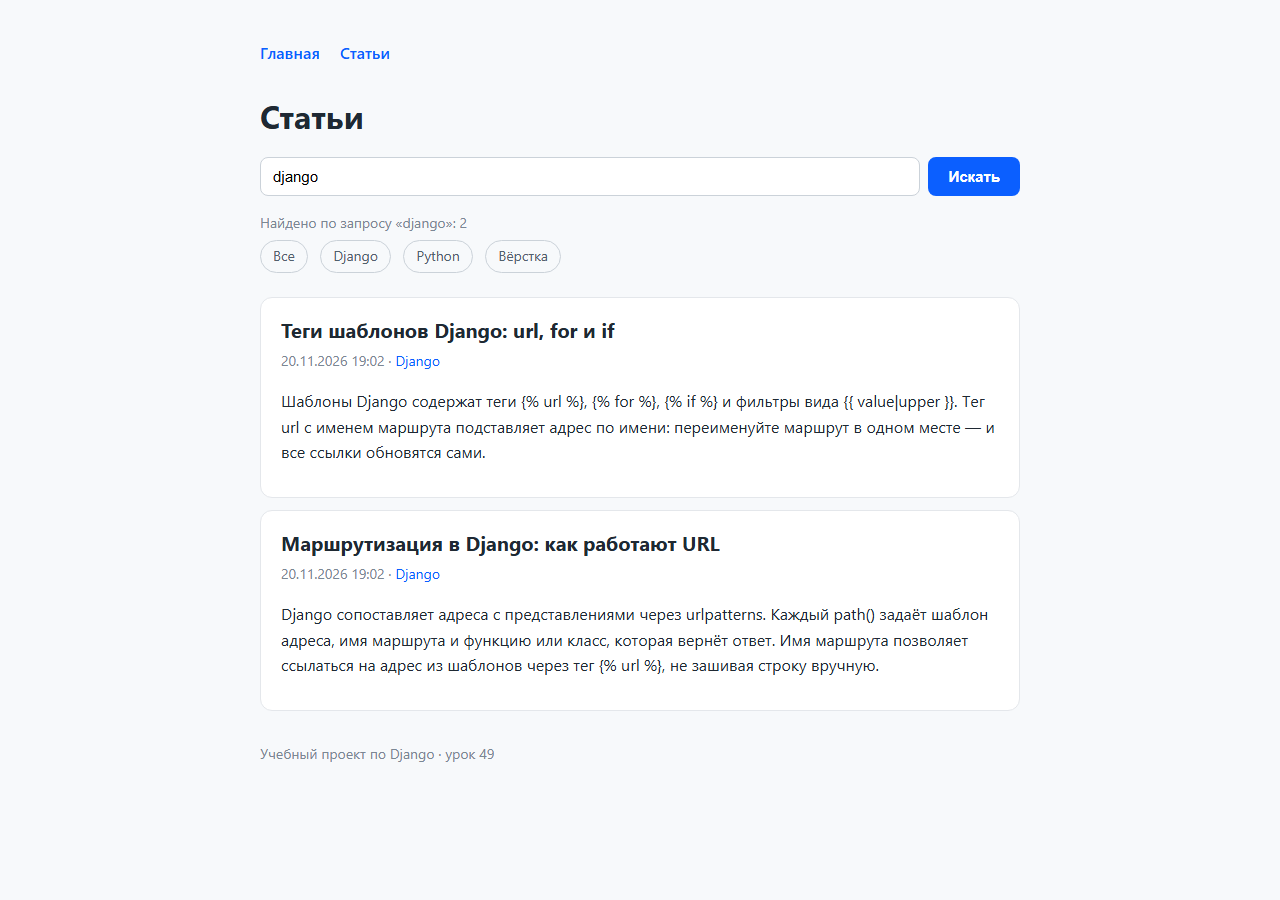 Главная Статьи
Статьи
django Искать
Найдено по запросу «django»: 2
Все Django Python Вёрстка
Теги шаблонов Django: url, for и if
20.11.2026 19:02 · Django
Шаблоны Django содержат теги {% url %}, {% for %}, {% if %} и фильтры вида {{ value|upper }}. Тег
url с именем маршрута подставляет адрес по имени: переименуйте маршрут в одном месте — и
все ссылки обновятся сами.
Маршрутизация в Django: как работают URL
20.11.2026 19:02 · Django
Django сопоставляет адреса с представлениями через urlpatterns. Каждый path() задаёт шаблон
адреса, имя маршрута и функцию или класс, которая вернёт ответ. Имя маршрута позволяет
ссылаться на адрес из шаблонов через тег {% url %}, не зашивая строку вручную.
Учебный проект по Django · урок 49